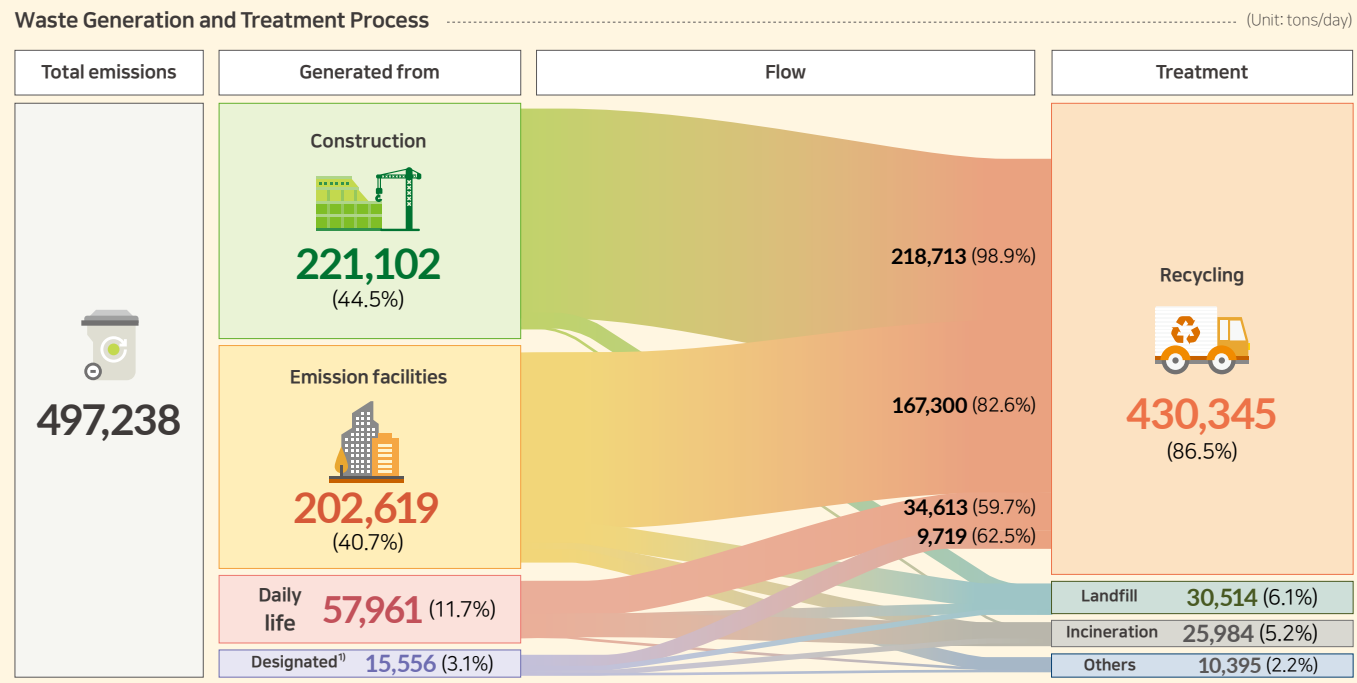 Waste Generation and Treatment Process
(Unit: tons/day)
Total emissions
Generated from
Flow
Treatment
497,238
Construction
221,102
(44.5%)
Emission facilities
202,619
(40.7%)
Daily
life
57,961 (11.7%)
Designated¹⁾ 15,556 (3.1%)
218,713 (98.9%)
167,300 (82.6%)
34,613 (59.7%)
9,719 (62.5%)
Recycling
430,345
(86.5%)
Landfill 30,514 (6.1%)
Incineration 25,984 (5.2%)
Others 10,395 (2.2%)